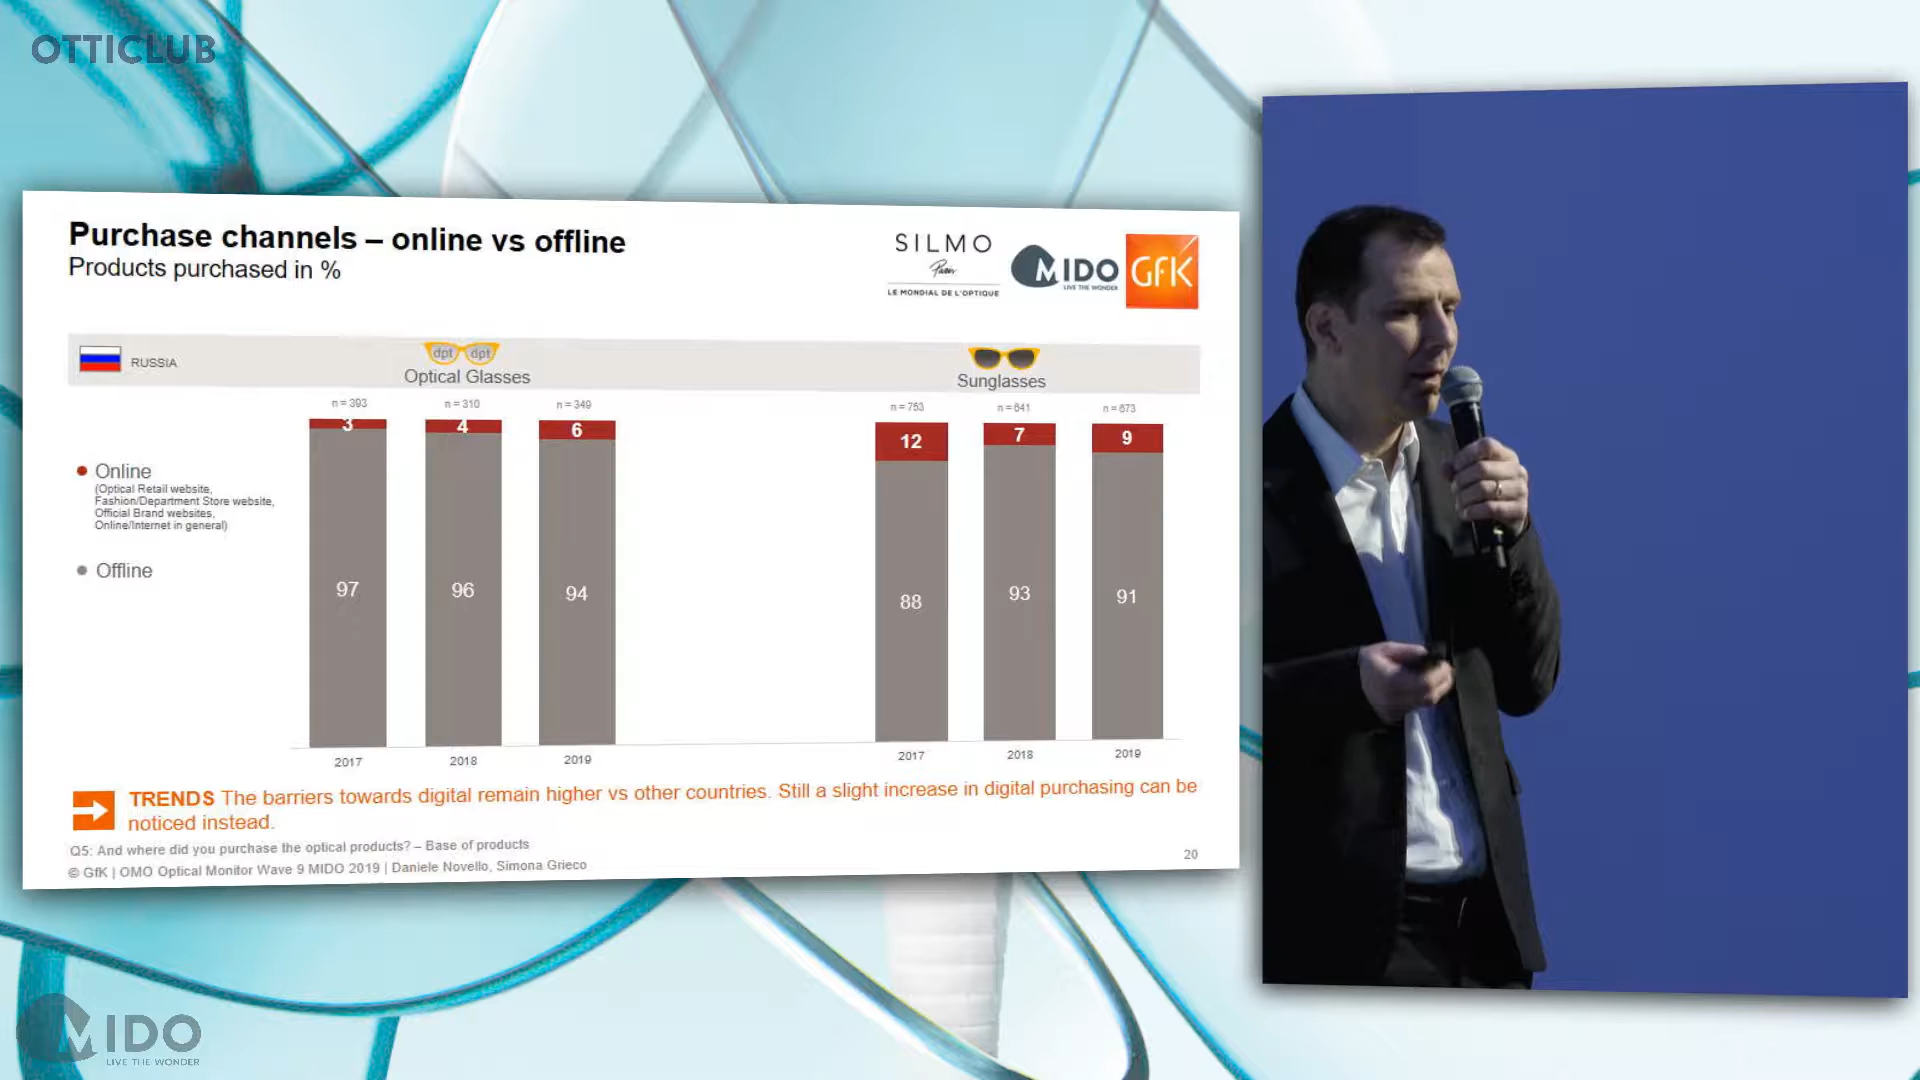 OTTICLUB
Purchase channels – online vs offline
Products purchased in %
SILMO
Paris
LE MONDIAL DE L'OPTIQUE
MIDO
LIVE THE WONDER
GFK
RUSSIA
dpt dpt
Optical Glasses
Sunglasses
n = 393
n = 310
n = 349
n = 753
n = 641
n = 673
3
4
6
12
7
9
Online
(Optical Retail website,
Fashion/Department Store website,
Official Brand websites,
Online/Internet in general)
Offline
97
96
94
88
93
91
2017
2018
2019
2017
2018
2019
TRENDS The barriers towards digital remain higher vs other countries. Still a slight increase in digital purchasing can be
noticed instead.
Q5: And where did you purchase the optical products? – Base of products
© GfK | OMO Optical Monitor Wave 9 MIDO 2019 | Daniele Novello, Simona Grieco
20
MIDO
LIVE THE WONDER